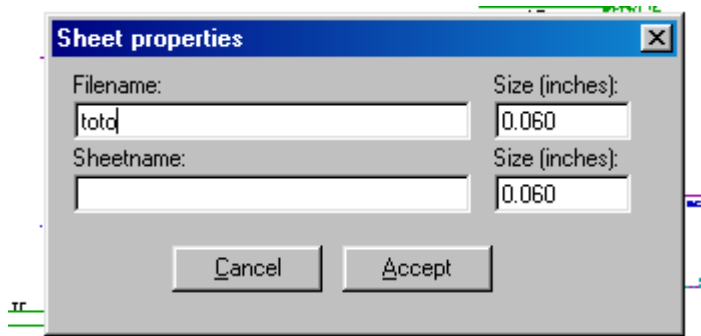 Sheet properties
Filename: Size (inches):
toto 0.060
Sheetname: Size (inches):
0.060
Cancel Accept